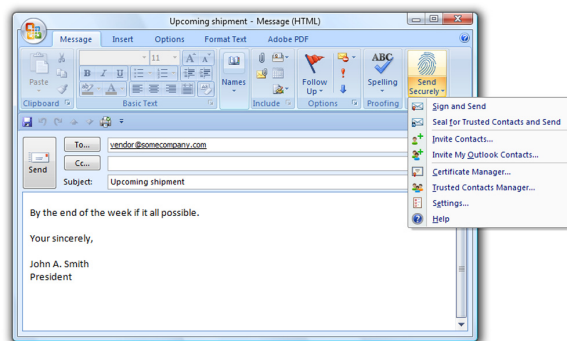 Upcoming shipment - Message (HTML)
Message Insert Options Format Text Adobe PDF
11 A A
ABC
Paste
B I U
Names
Follow Up
Spelling
Send Securely
Clipboard Basic Text Include Options Proofing
Sign and Send
Seal for Trusted Contacts and Send
Invite Contacts...
Invite My Outlook Contacts...
Certificate Manager...
Trusted Contacts Manager...
Settings...
Help
Send
To... vendor@somecompany.com
Cc...
Subject: Upcoming shipment
By the end of the week if it all possible.
Your sincerely,
John A. Smith
President